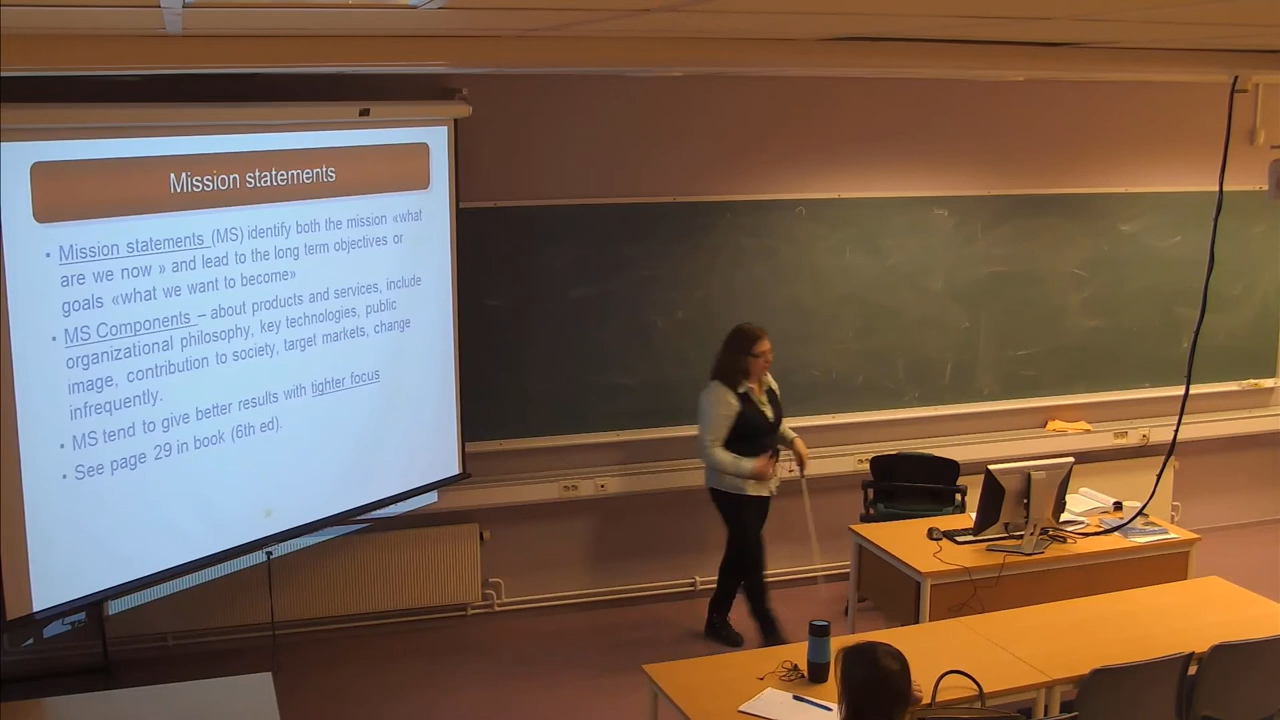 Mission statements
• Mission statements (MS) identify both the mission «what
are we now » and lead to the long term objectives or
goals «what we want to become»
• MS Components – about products and services, include
organizational philosophy, key technologies, public
image, contribution to society, target markets, change
infrequently.
• MS tend to give better results with tighter focus
• See page 29 in book (6th ed).